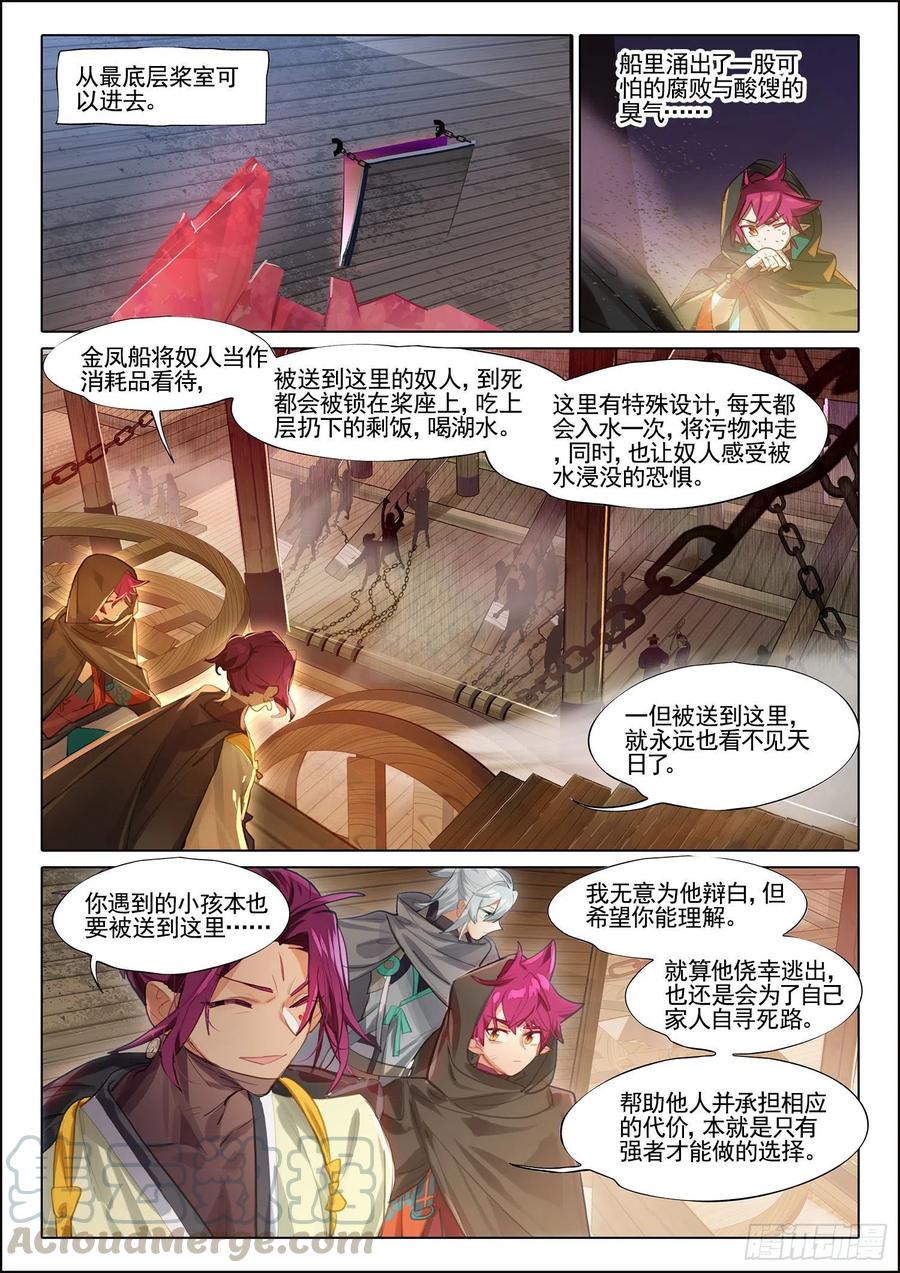 从最底层桨室可
以进去。
船里涌出了一股可
怕的腐败与酸馊的
臭气……
金凤船将奴人当作
消耗品看待，
被送到这里的奴人，到死
都会被锁在桨座上，吃上
层扔下的剩饭，喝湖水。
这里有特殊设计，每天都
会入水一次，将污物冲走
，同时，也让奴人感受被
水浸没的恐惧。
一但被送到这里，
就永远也看不见天
日了。
你遇到的小孩本也
要被送到这里……
我无意为他辩白，但
希望你能理解。
就算他侥幸逃出，
也还是会为了自己
家人自寻死路。
帮助他人并承担相应
的代价，本就是只有
强者才能做的选择。
集云数据
AcloudMerge.com
腾讯动漫